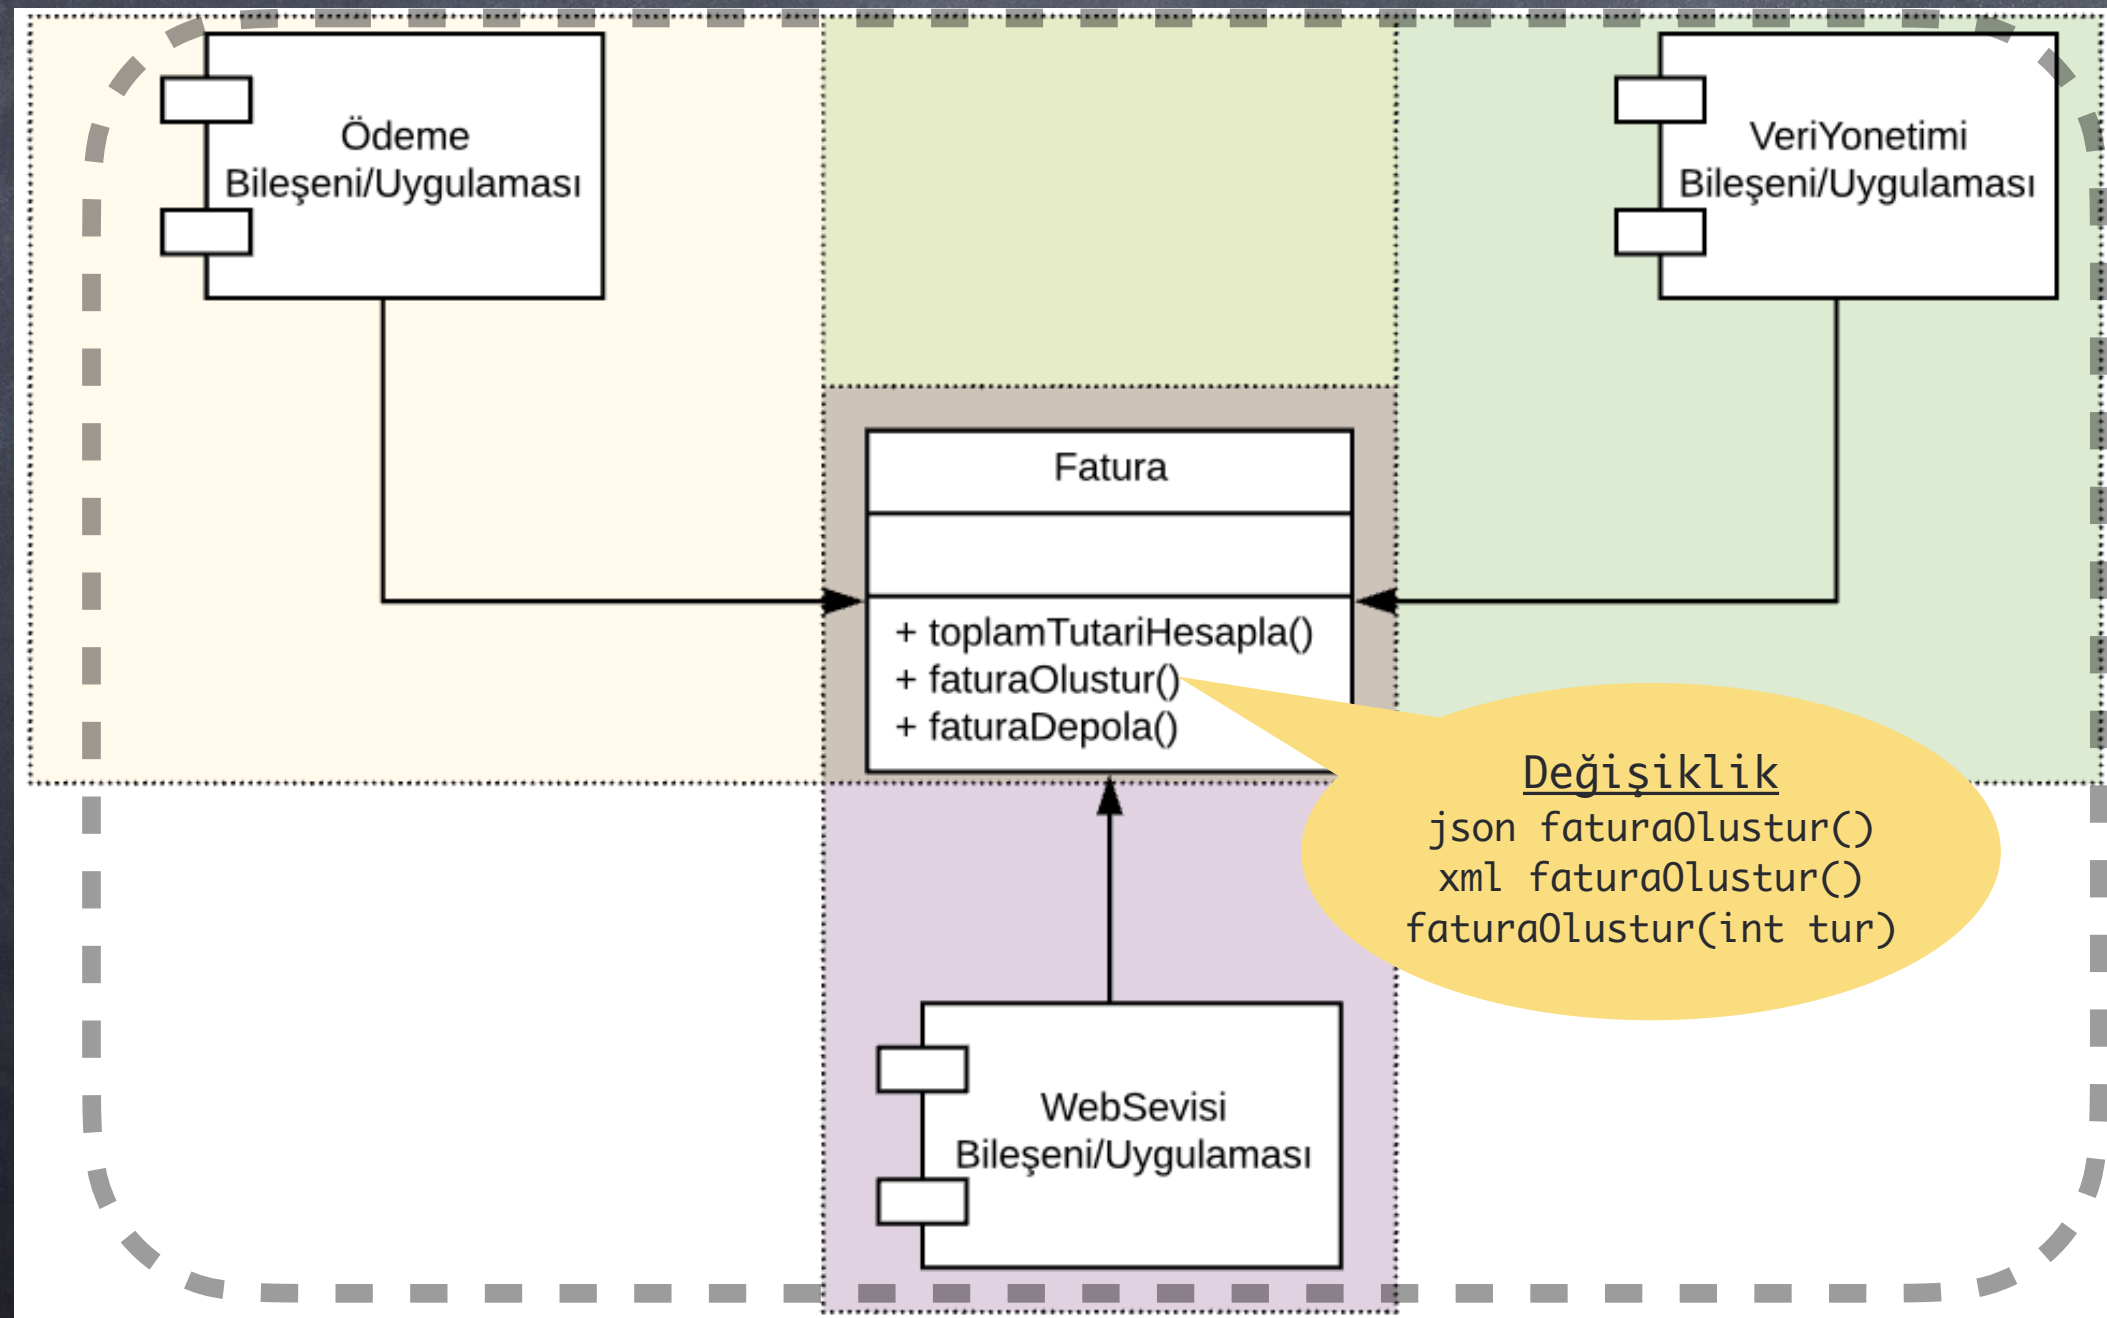 Ödeme
Bileşeni/Uygulaması
VeriYonetimi
Bileşeni/Uygulaması
Fatura
+ toplamTutariHesapla()
+ faturaOlustur()
+ faturaDepola()
Değişiklik
json faturaOlustur()
xml faturaOlustur()
faturaOlustur(int tur)
WebSevisi
Bileşeni/Uygulaması